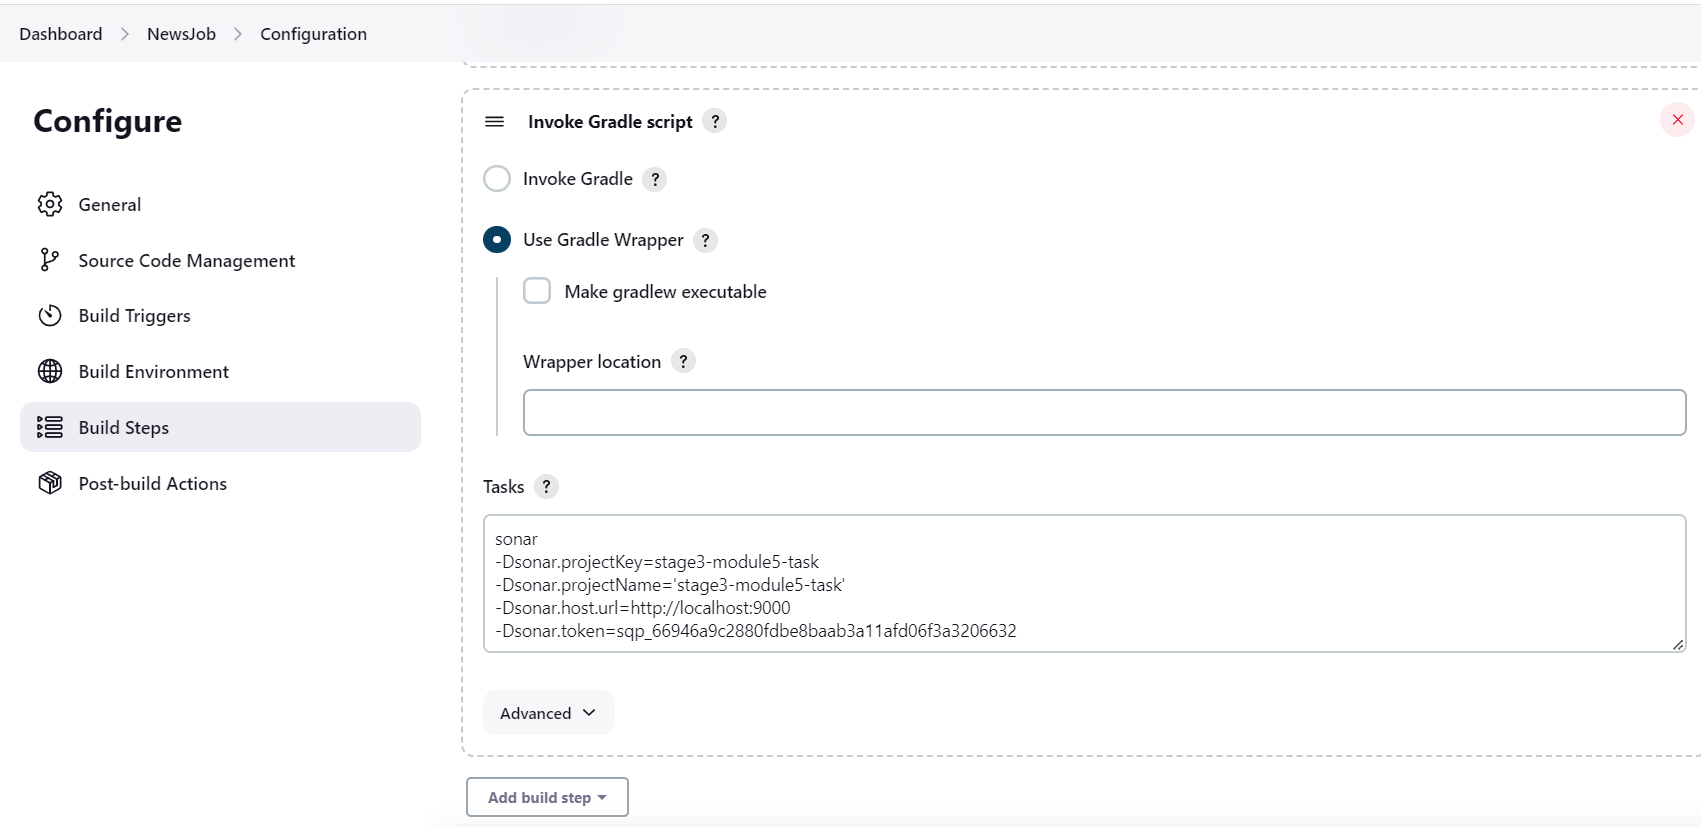 Dashboard > NewsJob > Configuration
Configure
General
Source Code Management
Build Triggers
Build Environment
Build Steps
Post-build Actions
Invoke Gradle script ?
Invoke Gradle ?
Use Gradle Wrapper ?
Make gradlew executable
Wrapper location ?
Tasks ?
sonar
-Dsonar.projectKey=stage3-module5-task
-Dsonar.projectName='stage3-module5-task'
-Dsonar.host.url=http://localhost:9000
-Dsonar.token=sqp_66946a9c2880fdbe8baab3a11afd06f3a3206632
Advanced
Add build step